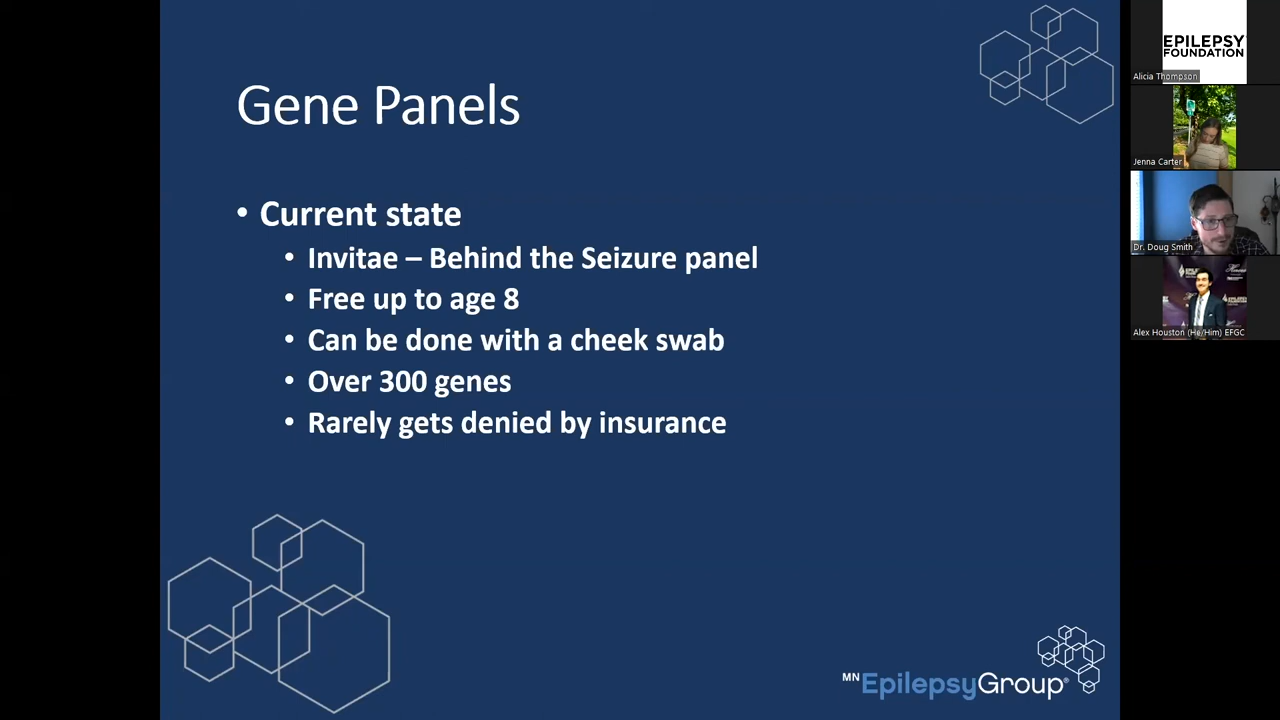 Gene Panels
• Current state
• Invitae – Behind the Seizure panel
• Free up to age 8
• Can be done with a cheek swab
• Over 300 genes
• Rarely gets denied by insurance
MN EpilepsyGroup®
EPILEPSY
FOUNDATION
Alicia Thompson
Jenna Carter
Dr. Doug Smith
Alex Houston (He/Him) EFGC